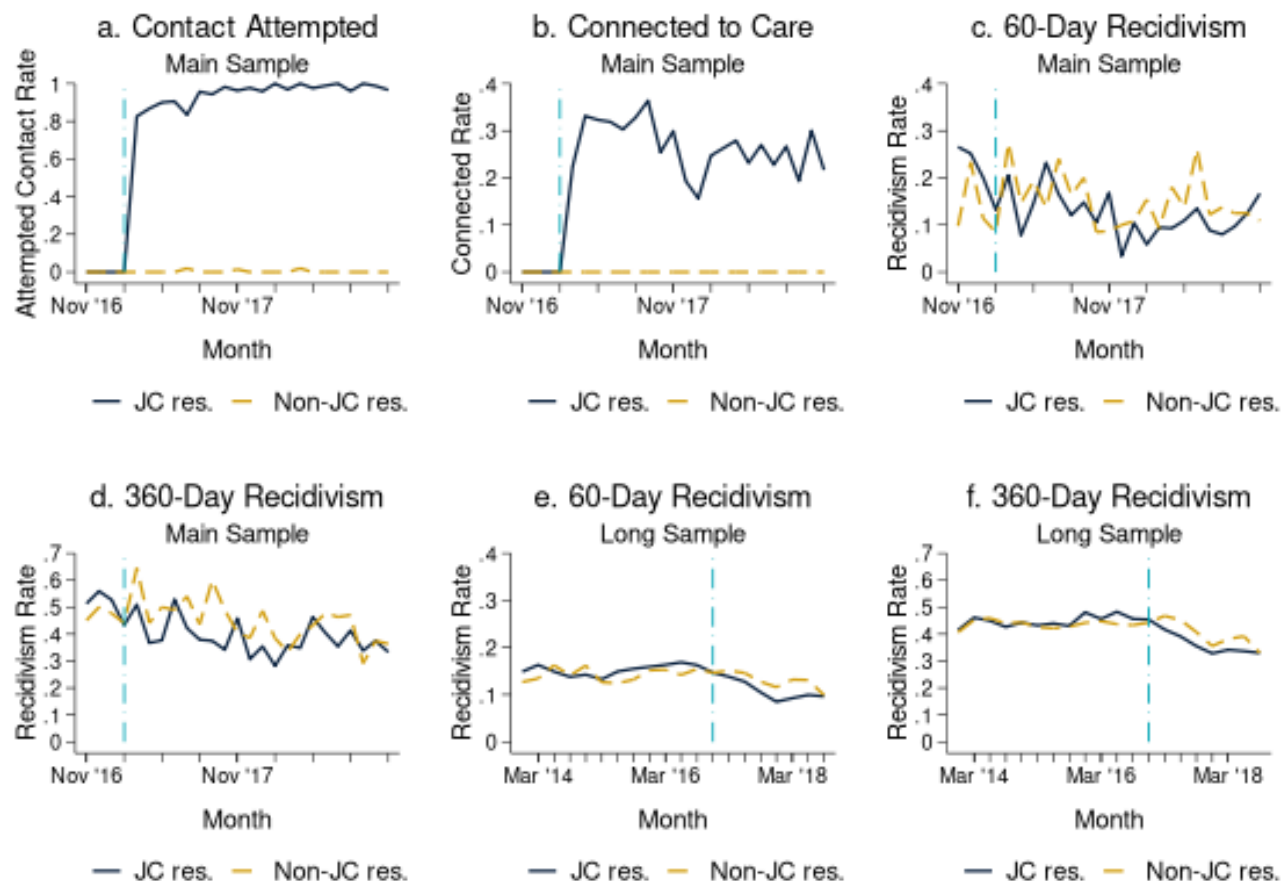 a. Contact Attempted
Main Sample
Attempted Contact Rate
1
.8
.6
.4
.2
0
Nov '16 Nov '17
Month
JC res. Non-JC res.
b. Connected to Care
Main Sample
Connected Rate
.4
.3
.2
.1
0
Nov '16 Nov '17
Month
JC res. Non-JC res.
c. 60-Day Recidivism
Main Sample
Recidivism Rate
.4
.3
.2
.1
0
Nov '16 Nov '17
Month
JC res. Non-JC res.
d. 360-Day Recidivism
Main Sample
Recidivism Rate
.7
.6
.5
.4
.3
.2
.1
0
Nov '16 Nov '17
Month
JC res. Non-JC res.
e. 60-Day Recidivism
Long Sample
Recidivism Rate
.4
.3
.2
.1
0
Mar '14 Mar '16 Mar '18
Month
JC res. Non-JC res.
f. 360-Day Recidivism
Long Sample
Recidivism Rate
.7
.6
.5
.4
.3
.2
.1
0
Mar '14 Mar '16 Mar '18
Month
JC res. Non-JC res.